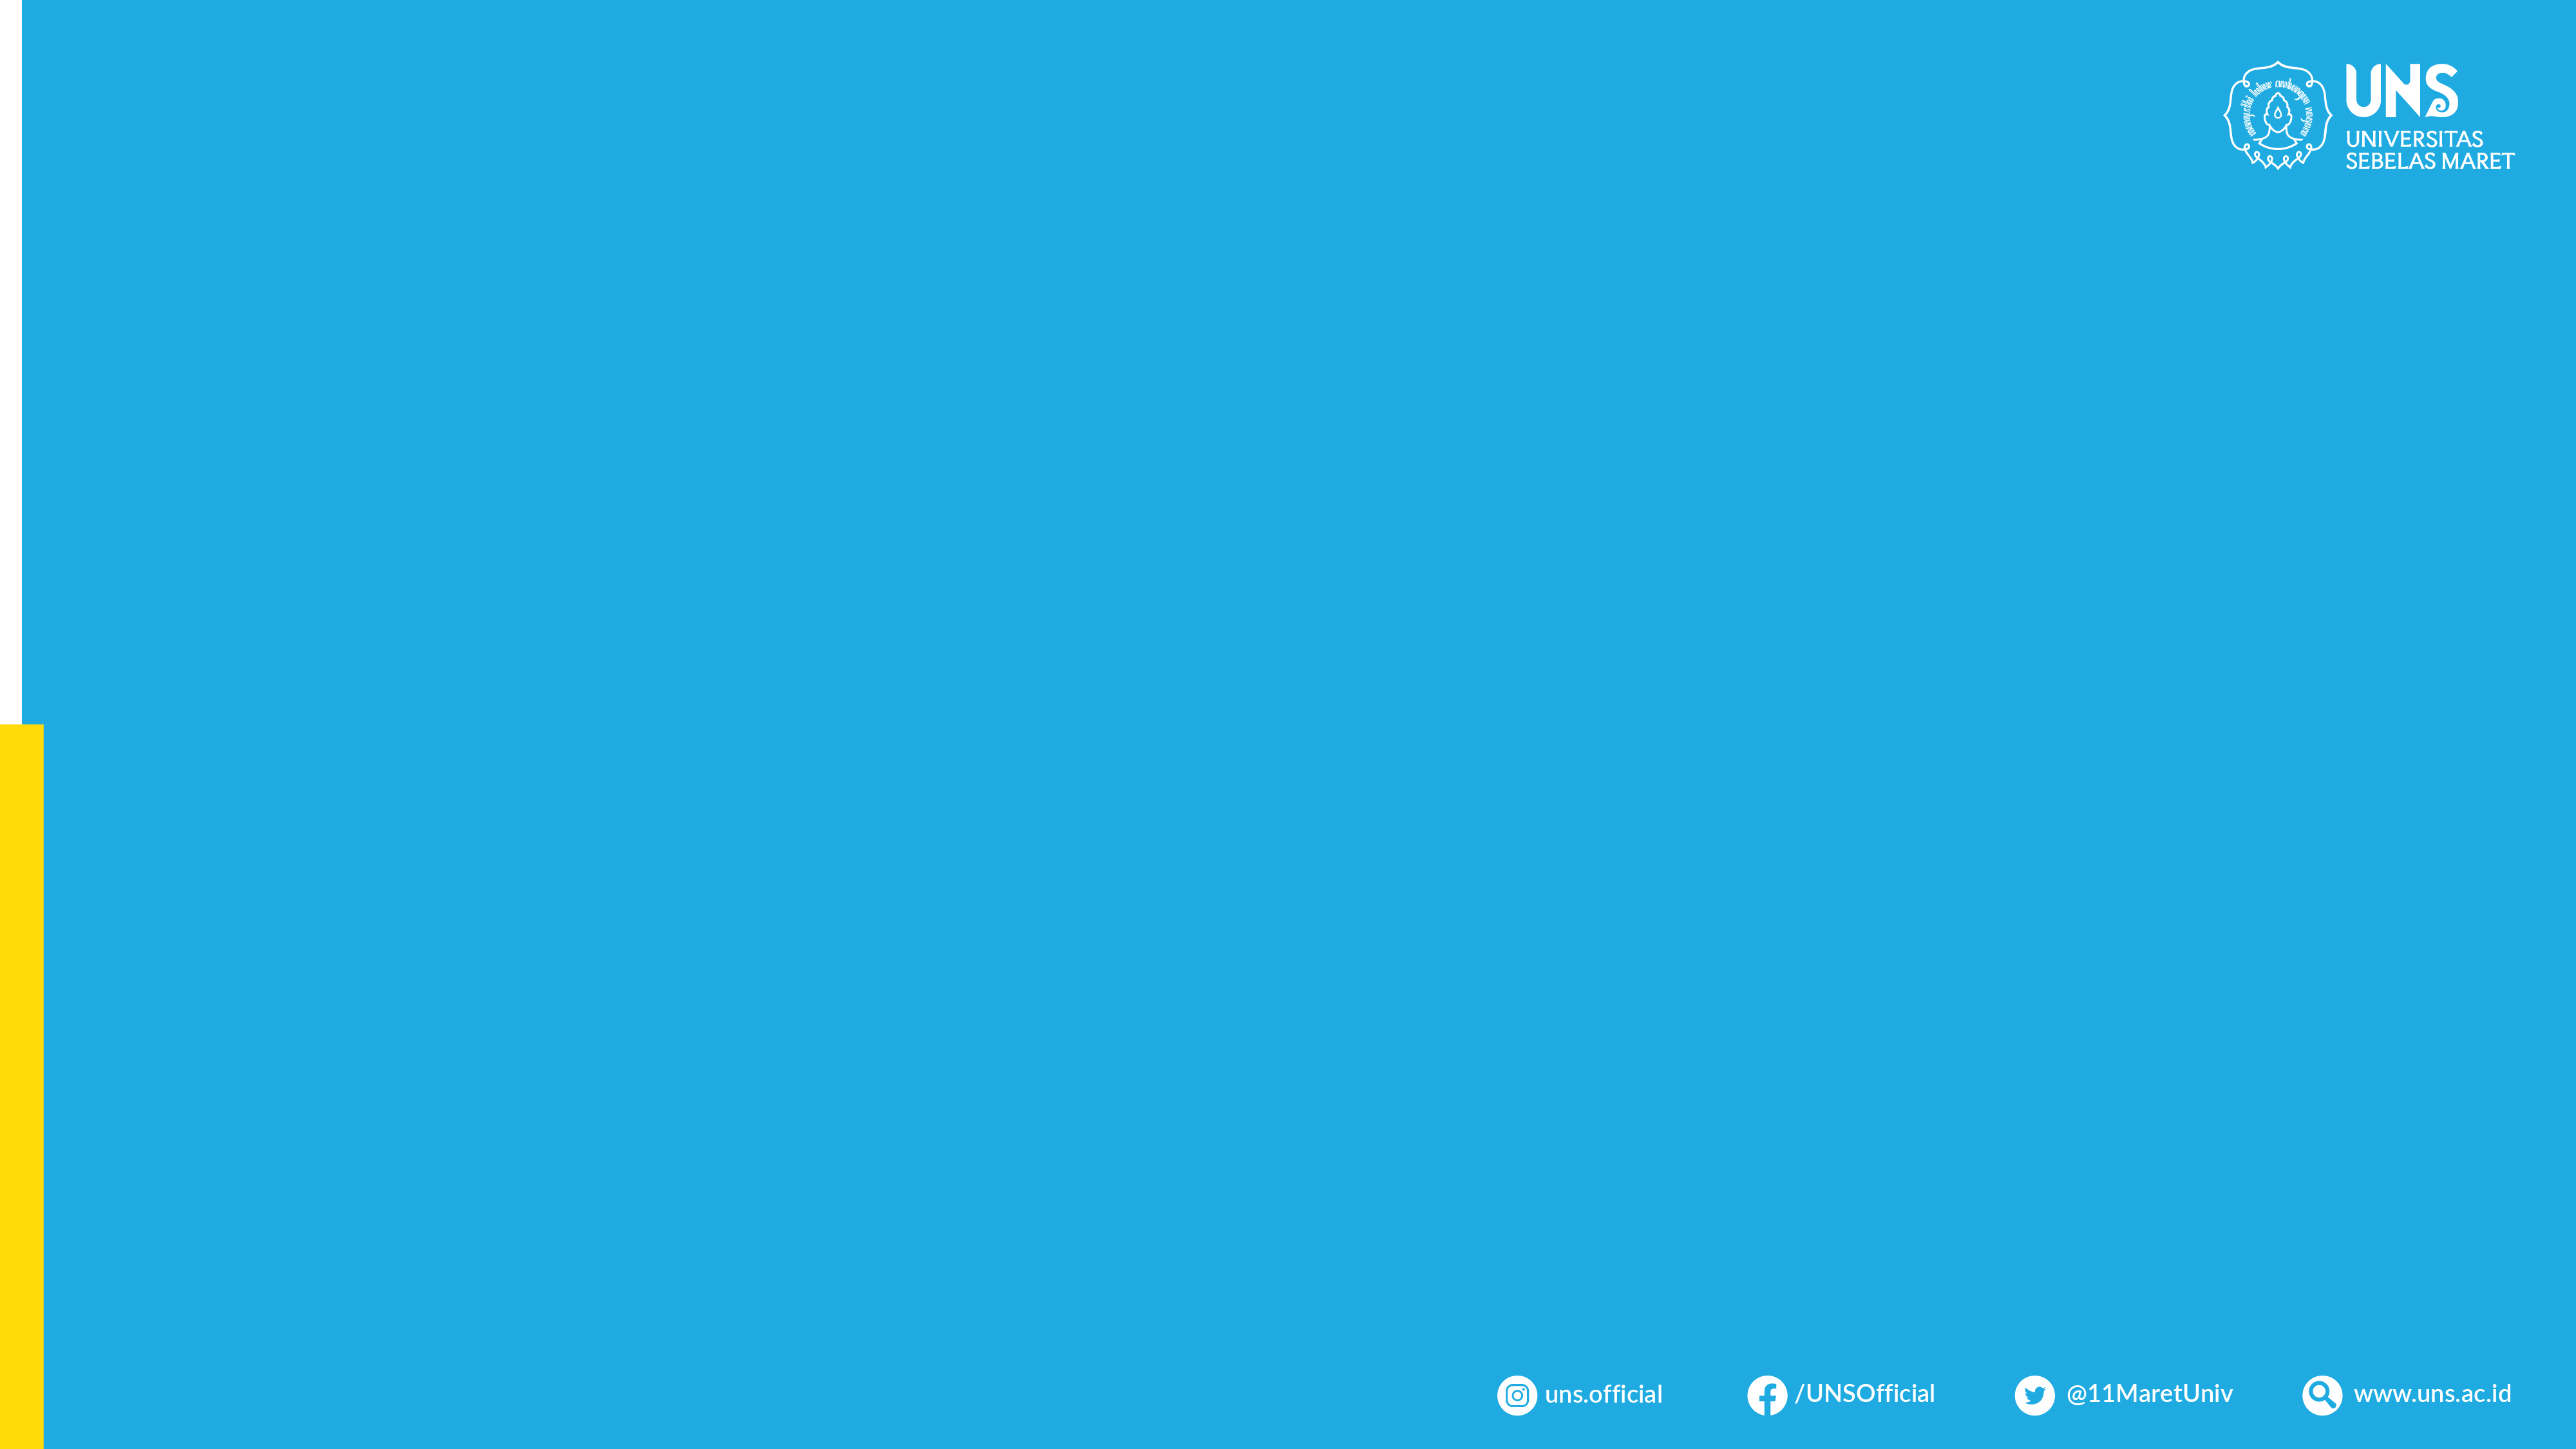 UNS
UNIVERSITAS
SEBELAS MARET
uns.official
/UNSOfficial
@11MaretUniv
www.uns.ac.id